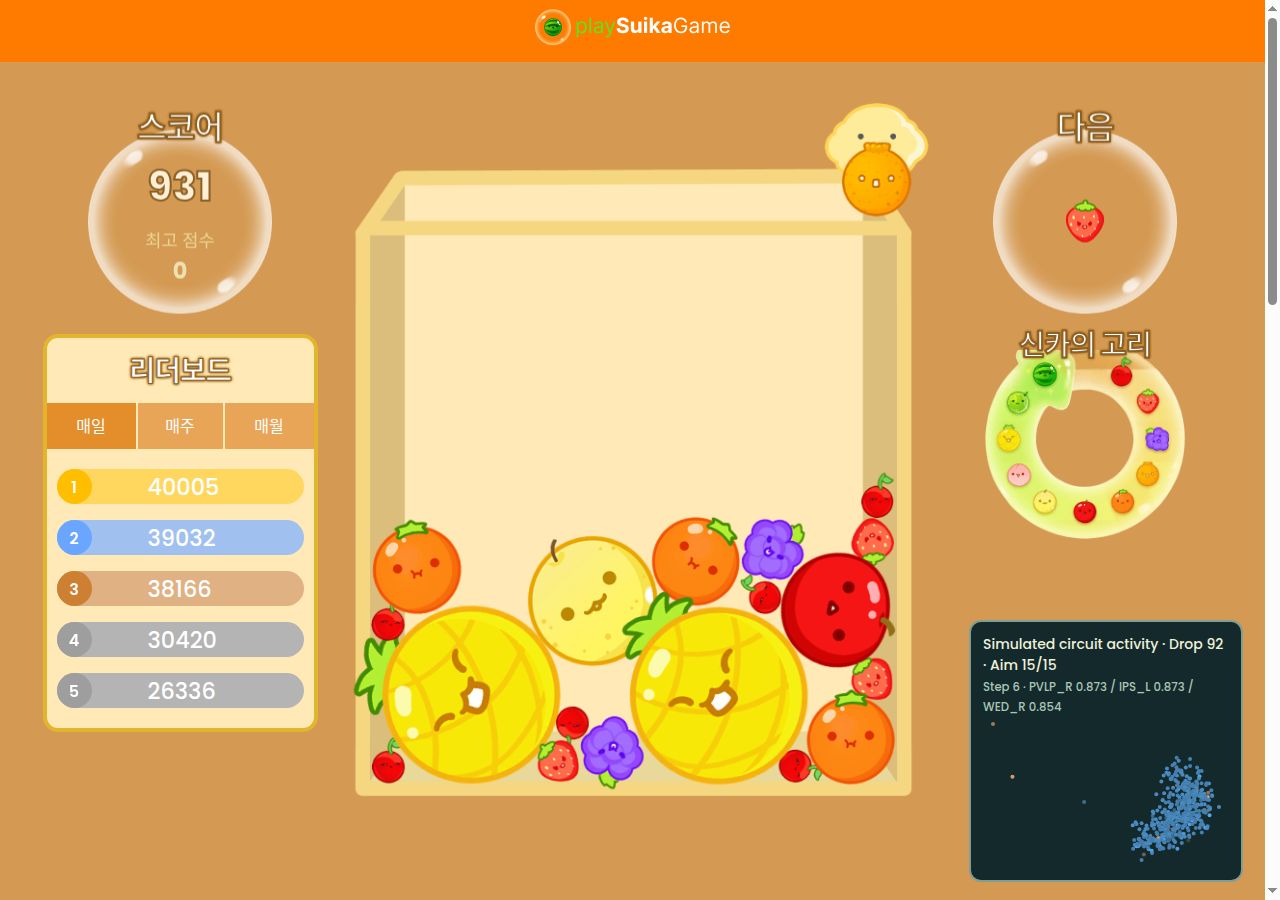 playSuikaGame
스코어
931
최고 점수
0
리더보드
매일 매주 매월
1 40005
2 39032
3 38166
4 30420
5 26336
다음
신카의 고리
Simulated circuit activity · Drop 92
· Aim 15/15
Step 6 · PVLP_R 0.873 / IPS_L 0.873 /
WED_R 0.854